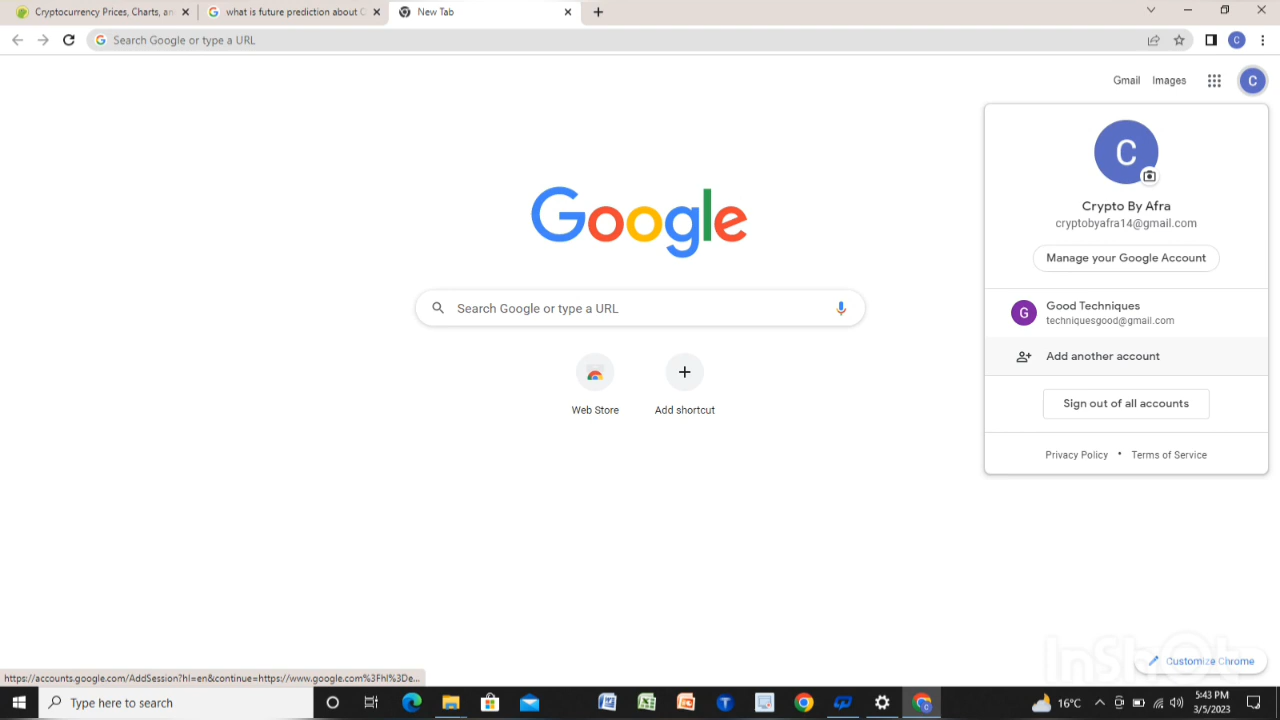 Cryptocurrency Prices, Charts, an
what is future prediction about C
New Tab
Search Google or type a URL
C
Gmail
Images
C
C
Crypto By Afra
cryptobyafra14@gmail.com
Manage your Google Account
Google
Search Google or type a URL
G
Good Techniques
techniquesgood@gmail.com
Add another account
Web Store
Add shortcut
Sign out of all accounts
Privacy Policy • Terms of Service
InShOt
Customize Chrome
https://accounts.google.com/AddSession?hl=en&continue=https://www.google.com%3Fhl%3De...
Type here to search
16°C
5:43 PM
3/5/2023